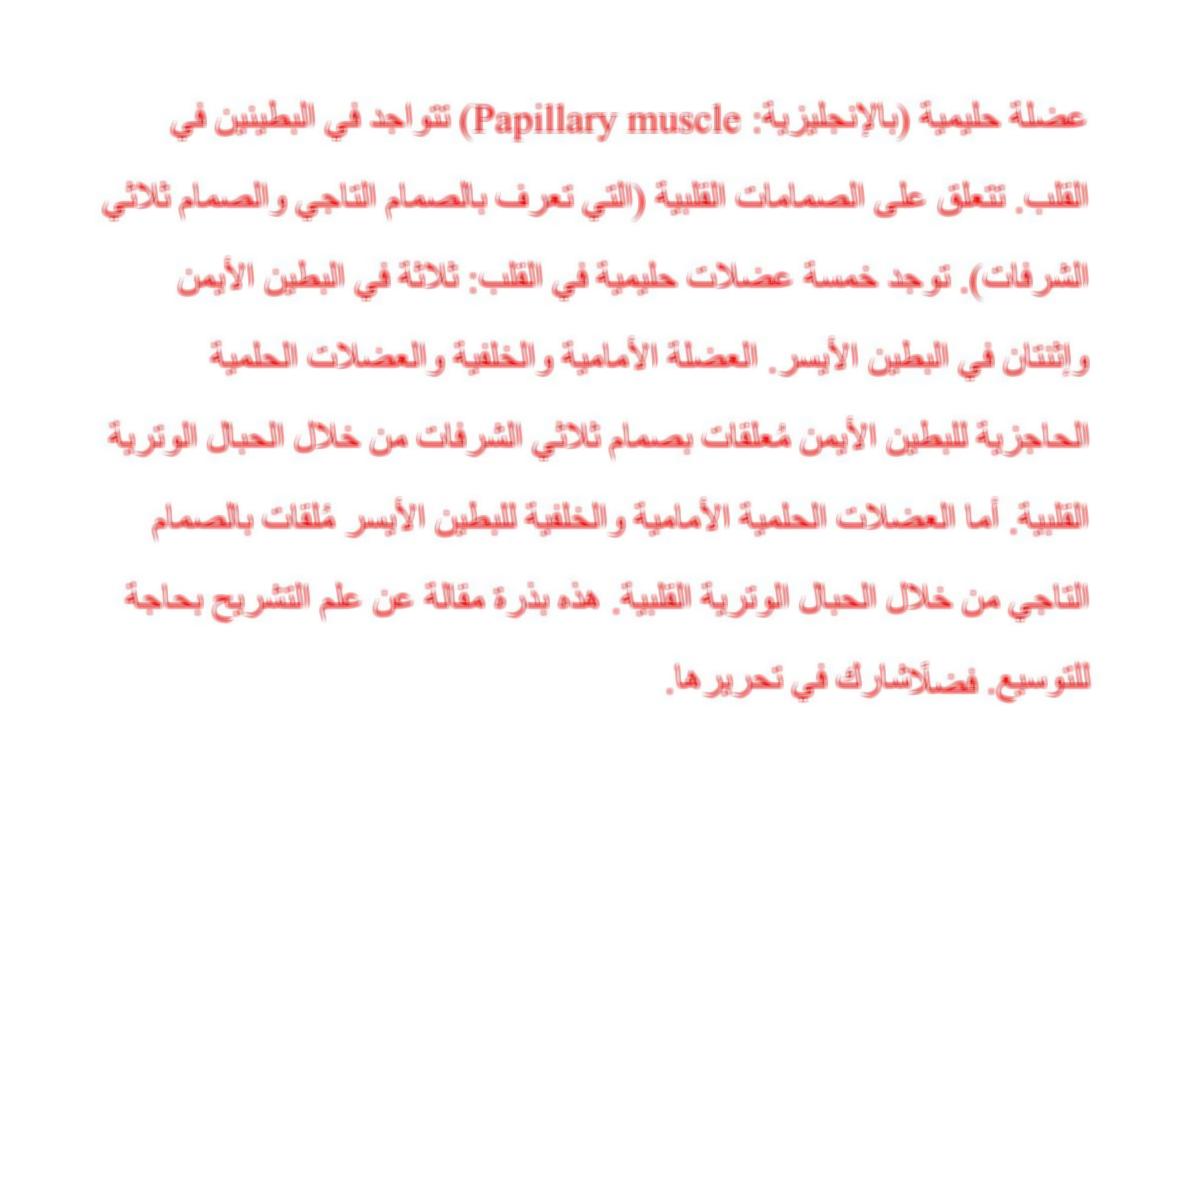 عضلة حليمية (بالإنجليزية: Papillary muscle) تتواجد في البطينين في
القلب. تتعلق على الصمامات القلبية (التي تعرف بالصمام التاجي والصمام ثلاثي
الشرفات). توجد خمسة عضلات حليمية في القلب: ثلاثة في البطين الأيمن
وإثنتان في البطين الأيسر. العضلة الأمامية والخلفية والعضلات الحلمية
الحاجزية للبطين الأيمن مُعلقات بصمام ثلاثي الشرفات من خلال الحبال الوترية
القلبية. أما العضلات الحلمية الأمامية والخلفية للبطين الأيسر مُلقات بالصمام
التاجي من خلال الحبال الوترية القلبية. هذه بذرة مقالة عن علم التشريح بحاجة
للتوسيع. فضلًاشارك في تحريرها.